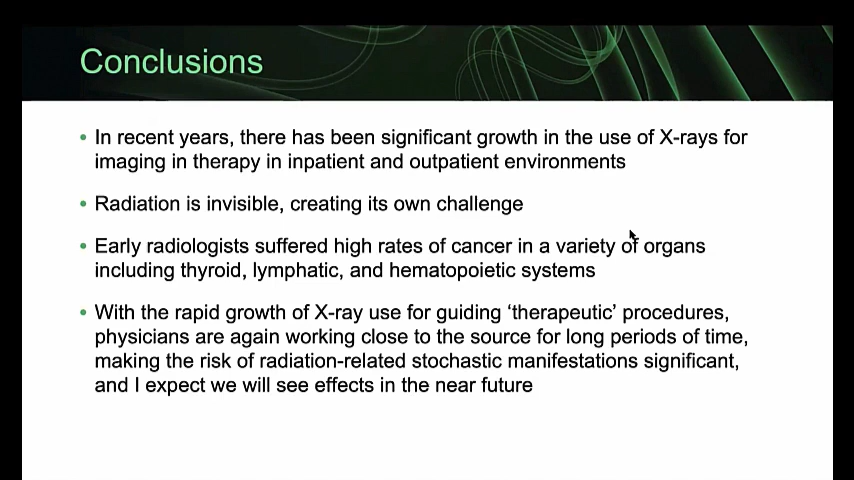 Conclusions
• In recent years, there has been significant growth in the use of X-rays for
imaging in therapy in inpatient and outpatient environments
• Radiation is invisible, creating its own challenge
• Early radiologists suffered high rates of cancer in a variety of organs
including thyroid, lymphatic, and hematopoietic systems
• With the rapid growth of X-ray use for guiding ‘therapeutic’ procedures,
physicians are again working close to the source for long periods of time,
making the risk of radiation-related stochastic manifestations significant,
and I expect we will see effects in the near future